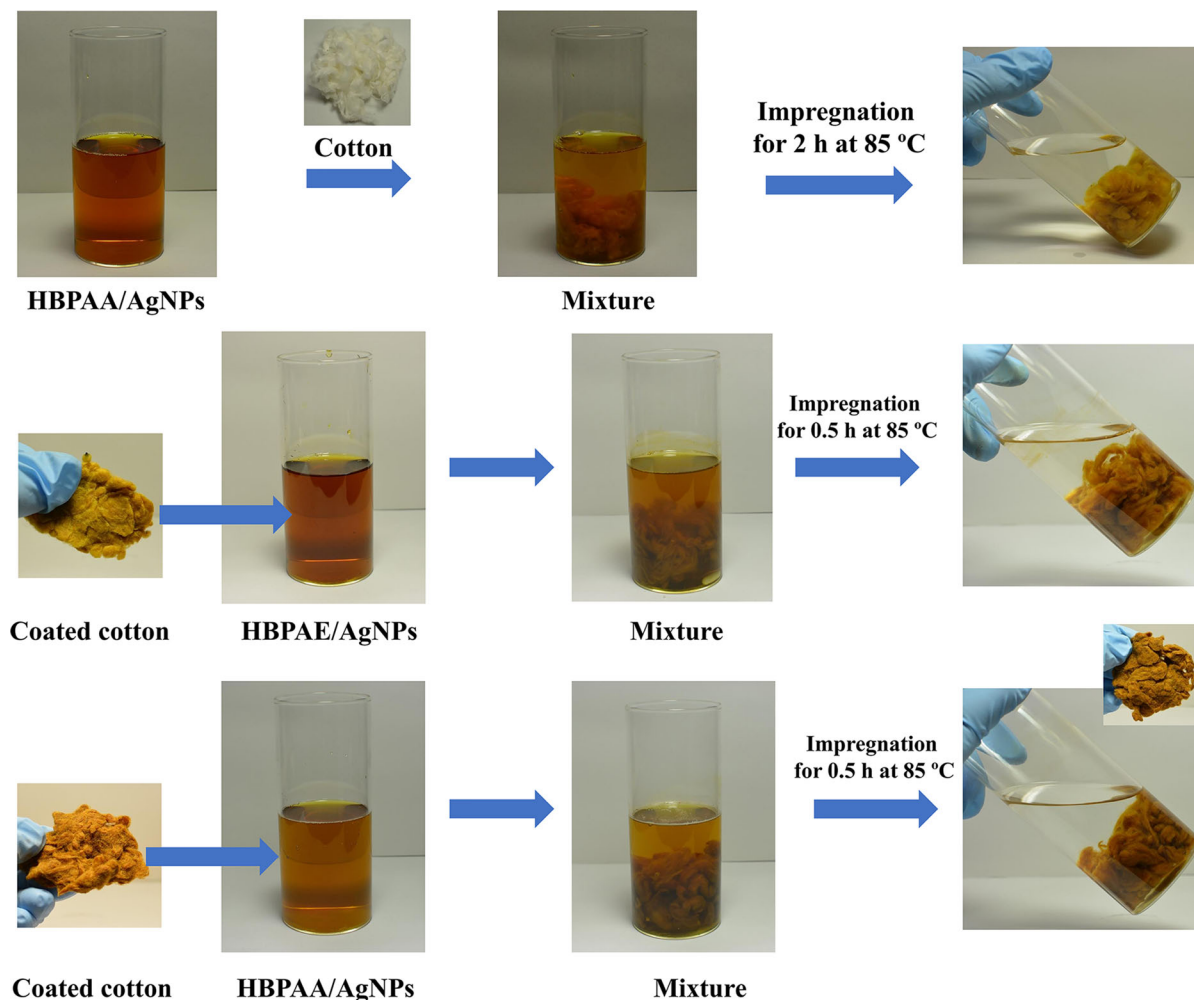 Cotton
Impregnation
for 2 h at 85 ºC
HBPAA/AgNPs
Mixture
Impregnation
for 0.5 h at 85 ºC
Coated cotton
HBPAE/AgNPs
Mixture
Impregnation
for 0.5 h at 85 ºC
Coated cotton
HBPAA/AgNPs
Mixture